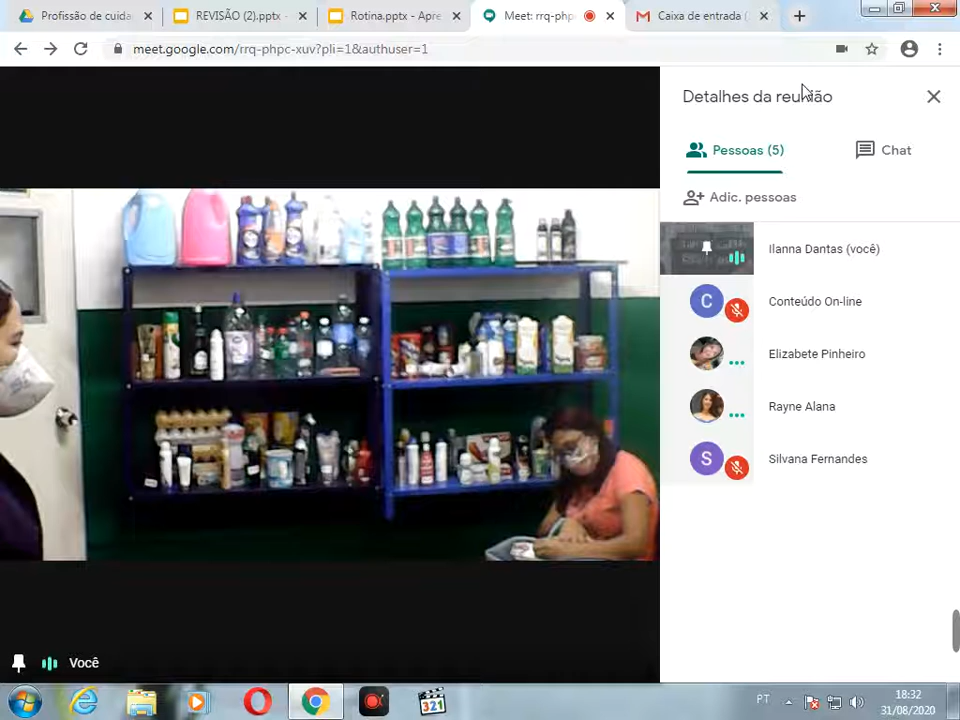 Profissão de cuida
REVISÃO (2).pptx -
Rotina.pptx - Apre
Meet: rrq-php
Caixa de entrada (
meet.google.com/rrq-phpc-xuv?pli=1&authuser=1
Detalhes da reunião
Pessoas (5)
Chat
Adic. pessoas
Ilanna Dantas (você)
C
Conteúdo On-line
Elizabete Pinheiro
Rayne Alana
S
Silvana Fernandes
Você
321
PT
18:32
31/08/2020